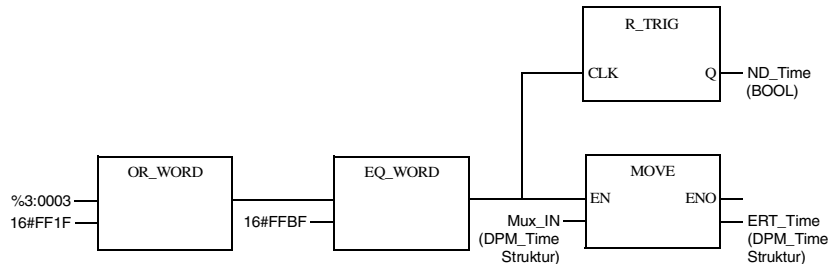 R_TRIG
CLK Q ND_Time
(BOOL)
OR_WORD EQ_WORD MOVE
%3:0003
16#FF1F 16#FFBF
EN ENO
Mux_IN ERT_Time
(DPM_Time (DPM_Time
Struktur) Struktur)